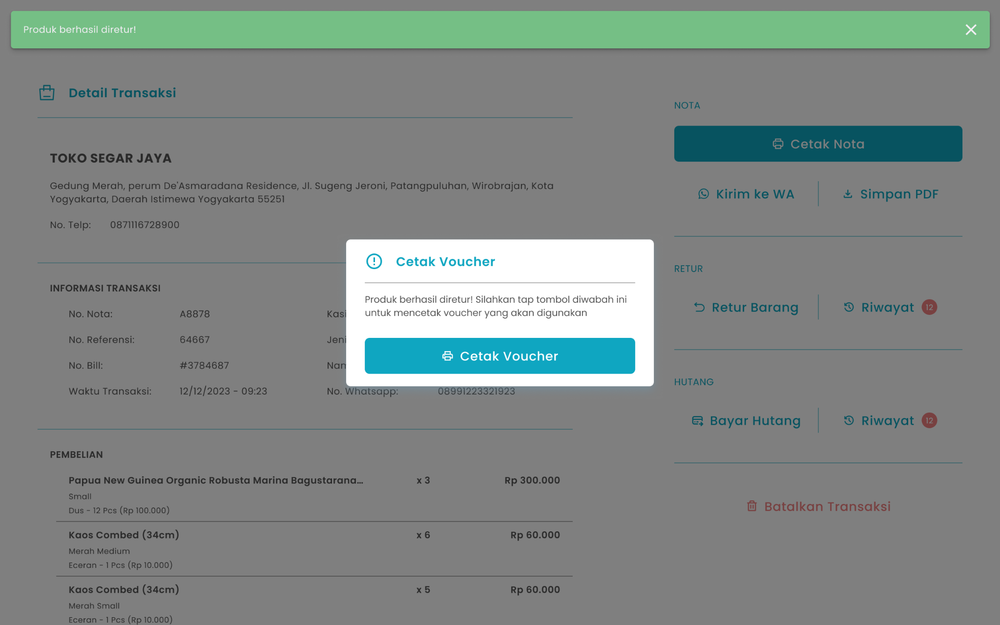 Produk berhasil diretur!
Detail Transaksi
TOKO SEGAR JAYA
Gedung Merah, perum De'Asmaradana Residence, Jl. Sugeng Jeroni, Patangpuluhan, Wirobrajan, Kota
Yogyakarta, Daerah Istimewa Yogyakarta 55251
No. Telp: 0871116728900
INFORMASI TRANSAKSI
No. Nota: A8878
No. Referensi: 64667
No. Bill: #3784687
Waktu Transaksi: 12/12/2023 - 09:23
No. Whatsapp: 08991223321923
PEMBELIAN
Papua New Guinea Organic Robusta Marina Bagustarana... x 3 Rp 300.000
Small
Dus - 12 Pcs (Rp 100.000)
Kaos Combed (34cm) x 6 Rp 60.000
Merah Medium
Eceran - 1 Pcs (Rp 10.000)
Kaos Combed (34cm) x 5 Rp 60.000
Merah Small
Eceran - 1 Pcs (Rp 10.000)
Cetak Voucher
Produk berhasil diretur! Silahkan tap tombol diwabah ini
untuk mencetak voucher yang akan digunakan
Cetak Voucher
NOTA
Cetak Nota
Kirim ke WA
Simpan PDF
RETUR
Retur Barang
Riwayat 12
HUTANG
Bayar Hutang
Riwayat 12
Batalkan Transaksi